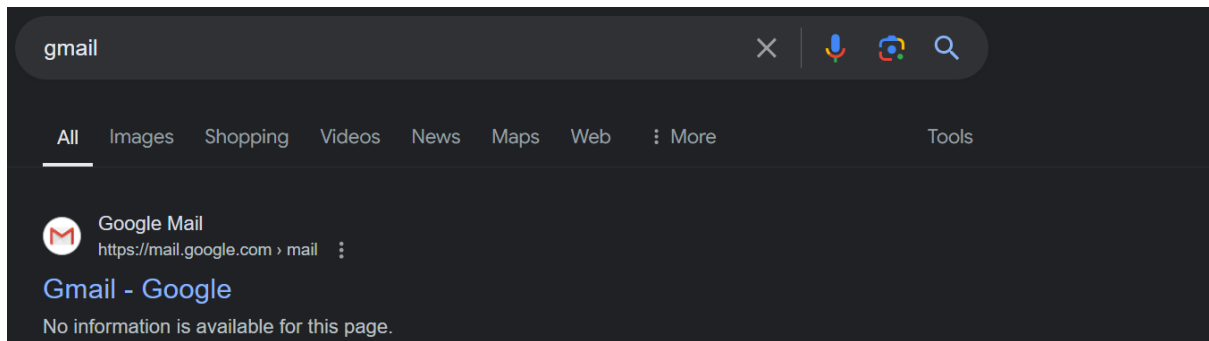 gmail
All Images Shopping Videos News Maps Web More Tools
Google Mail
https://mail.google.com › mail
Gmail - Google
No information is available for this page.